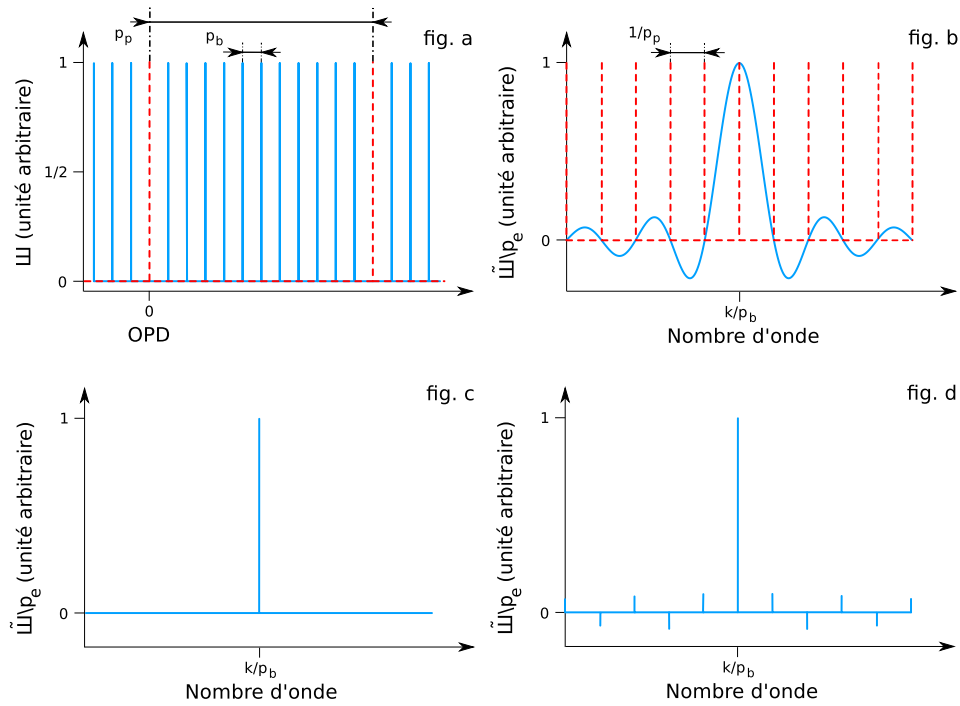 fig. a
p_p
p_b
1
1/2
0
Ш (unité arbitraire)
0
OPD
fig. b
1/p_p
1
0
Ш̃\p_e (unité arbitraire)
k/p_b
Nombre d'onde
fig. c
1
0
Ш̃\p_e (unité arbitraire)
k/p_b
Nombre d'onde
fig. d
1
0
Ш̃\p_e (unité arbitraire)
k/p_b
Nombre d'onde